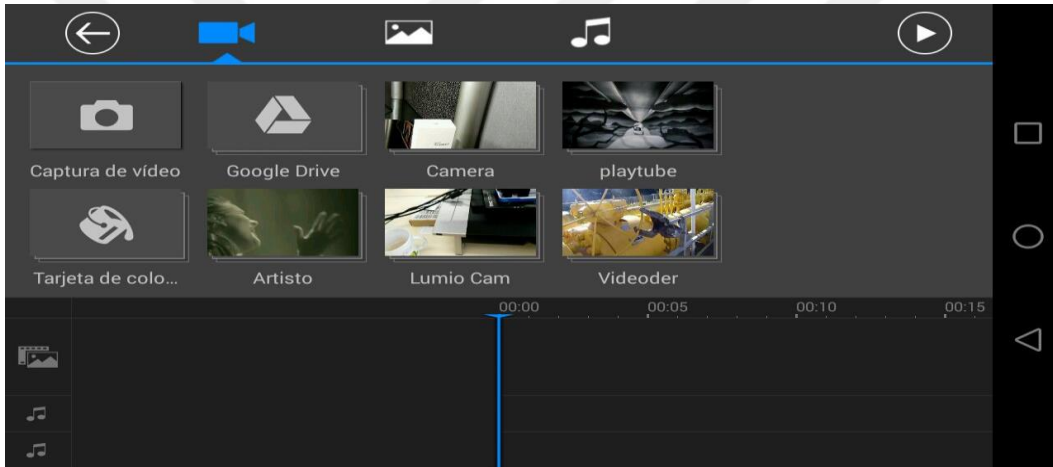 Captura de vídeo
Google Drive
Camera
playtube
Tarjeta de colo...
Artisto
Lumio Cam
Videoder
00:00
00:05
00:10
00:15